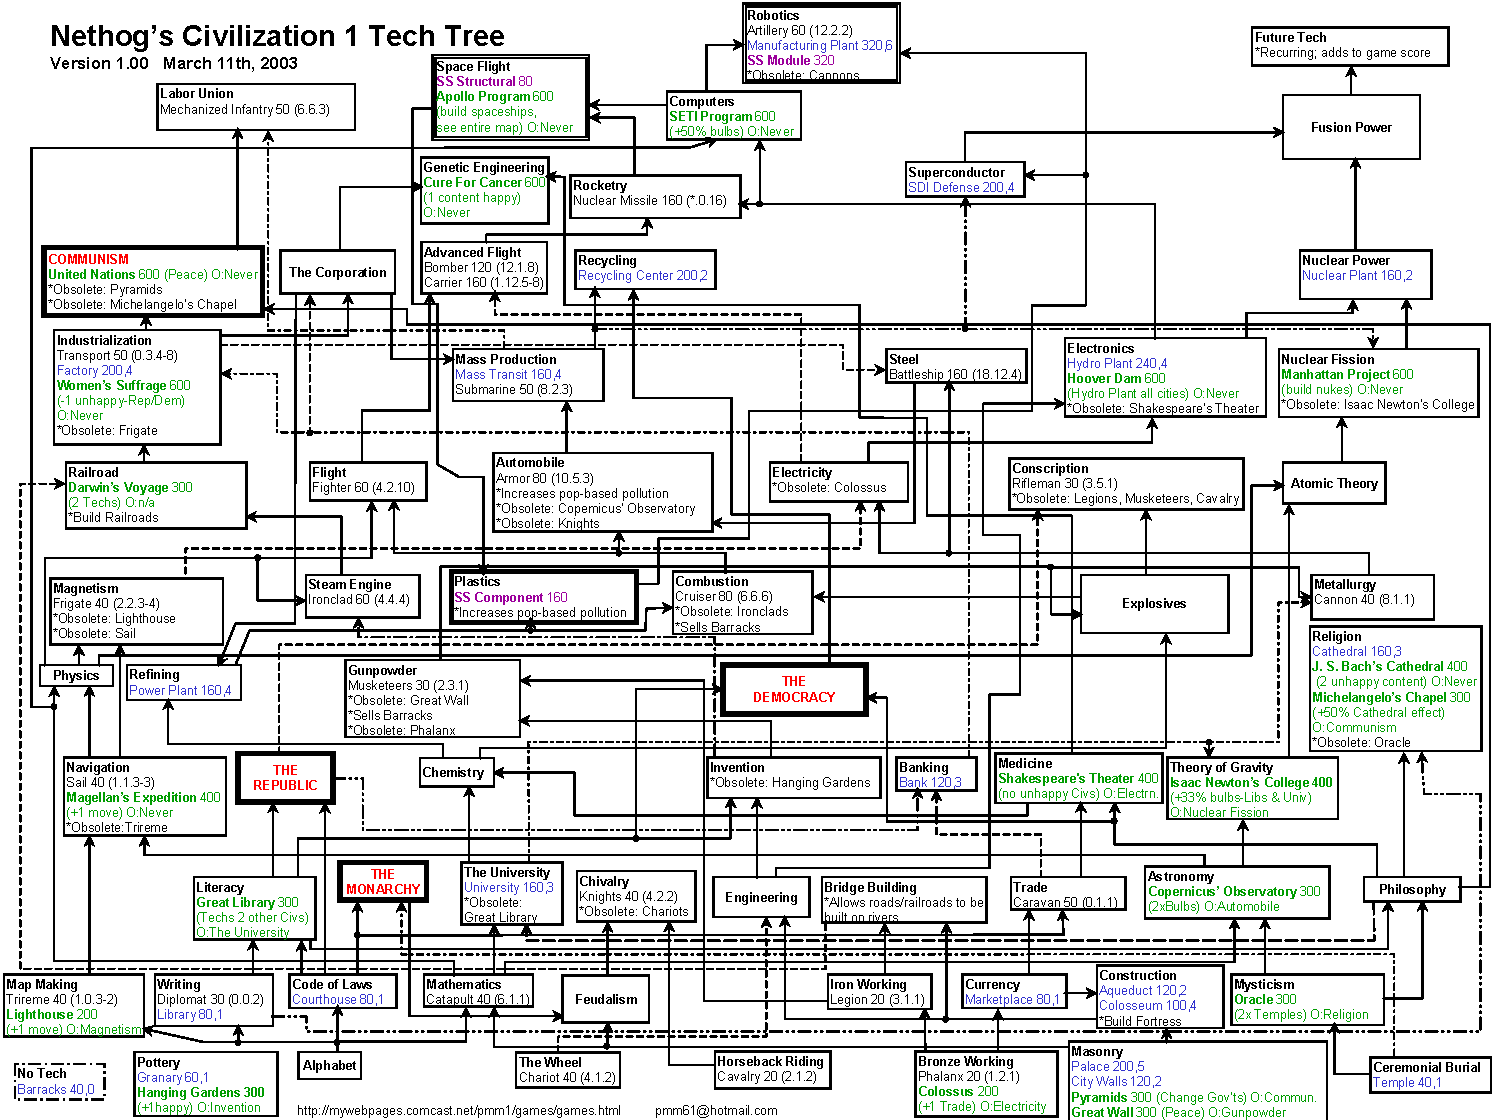 Nethog's Civilization 1 Tech Tree
Version 1.00   March 11th, 2003
Robotics
Artillery 60 (12.2.2)
Manufacturing Plant 320,6
SS Module 320
*Obsolete: Cannons
Future Tech
*Recurring; adds to game score
Space Flight
SS Structural 80
Apollo Program 600
(build spaceships,
see entire map) O:Never
Labor Union
Mechanized Infantry 50 (6.6.3)
Computers
SETI Program 600
(+50% bulbs) O:Never
Fusion Power
Genetic Engineering
Cure For Cancer 600
(1 content happy)
O:Never
Rocketry
Nuclear Missile 160 (*.0.16)
Superconductor
SDI Defense 200,4
COMMUNISM
United Nations 600 (Peace) O:Never
*Obsolete: Pyramids
*Obsolete: Michelangelo's Chapel
The Corporation
Advanced Flight
Bomber 120 (12.1.8)
Carrier 160 (1.12.5-8)
Recycling
Recycling Center 200,2
Nuclear Power
Nuclear Plant 160,2
Industrialization
Transport 50 (0.3.4-8)
Factory 200,4
Women's Suffrage 600
(-1 unhappy-Rep/Dem)
O:Never
*Obsolete: Frigate
Mass Production
Mass Transit 160,4
Submarine 50 (8.2.3)
Steel
Battleship 160 (18.12.4)
Electronics
Hydro Plant 240,4
Hoover Dam 600
(Hydro Plant all cities) O:Never
*Obsolete: Shakespeare's Theater
Nuclear Fission
Manhattan Project 600
(build nukes) O:Never
*Obsolete: Isaac Newton's College
Railroad
Darwin's Voyage 300
(2 Techs) O:n/a
*Build Railroads
Flight
Fighter 60 (4.2.10)
Automobile
Armor 80 (10.5.3)
*Increases pop-based pollution
*Obsolete: Copernicus' Observatory
*Obsolete: Knights
Electricity
*Obsolete: Colossus
Conscription
Rifleman 30 (3.5.1)
*Obsolete: Legions, Musketeers, Cavalry
Atomic Theory
Magnetism
Frigate 40 (2.2.3-4)
*Obsolete: Lighthouse
*Obsolete: Sail
Steam Engine
Ironclad 60 (4.4.4)
Plastics
SS Component 160
*Increases pop-based pollution
Combustion
Cruiser 80 (6.6.6)
*Obsolete: Ironclads
*Sells Barracks
Explosives
Metallurgy
Cannon 40 (8.1.1)
Physics
Refining
Power Plant 160,4
Gunpowder
Musketeers 30 (2.3.1)
*Obsolete: Great Wall
*Sells Barracks
*Obsolete: Phalanx
THE
DEMOCRACY
Religion
Cathedral 160,3
J. S. Bach's Cathedral 400
(2 unhappy content) O:Never
Michelangelo's Chapel 300
(+50% Cathedral effect)
O:Communism
*Obsolete: Oracle
Navigation
Sail 40 (1.1.3-3)
Magellan's Expedition 400
(+1 move) O:Never
*Obsolete:Trireme
THE
REPUBLIC
Chemistry
Invention
*Obsolete: Hanging Gardens
Banking
Bank 120,3
Medicine
Shakespeare's Theater 400
(no unhappy Civs) O:Electrn.
Theory of Gravity
Isaac Newton's College 400
(+33% bulbs-Libs & Univ)
O:Nuclear Fission
Literacy
Great Library 300
(Techs 2 other Civs)
O:The University
THE
MONARCHY
The University
University 160,3
*Obsolete:
Great Library
Chivalry
Knights 40 (4.2.2)
*Obsolete: Chariots
Engineering
Bridge Building
*Allows roads/railroads to be
built on rivers
Trade
Caravan 50 (0.1.1)
Astronomy
Copernicus' Observatory 300
(2xBulbs) O:Automobile
Philosophy
Map Making
Trireme 40 (1.0.3-2)
Lighthouse 200
(+1 move) O:Magnetism
Writing
Diplomat 30 (0.0.2)
Library 80,1
Code of Laws
Courthouse 80,1
Mathematics
Catapult 40 (6.1.1)
Feudalism
Iron Working
Legion 20 (3.1.1)
Currency
Marketplace 80,1
Construction
Aqueduct 120,2
Colosseum 100,4
*Build Fortress
Mysticism
Oracle 300
(2x Temples) O:Religion
No Tech
Barracks 40,0
Pottery
Granary 60,1
Hanging Gardens 300
(+1happy) O:Invention
Alphabet
The Wheel
Chariot 40 (4.1.2)
Horseback Riding
Cavalry 20 (2.1.2)
Bronze Working
Phalanx 20 (1.2.1)
Colossus 200
(+1 Trade) O:Electricity
Masonry
Palace 200,5
City Walls 120,2
Pyramids 300 (Change Gov'ts) O:Commun.
Great Wall 300 (Peace) O:Gunpowder
Ceremonial Burial
Temple 40,1
http://mywebpages.comcast.net/pmm1/games/games.html   pmm61@hotmail.com